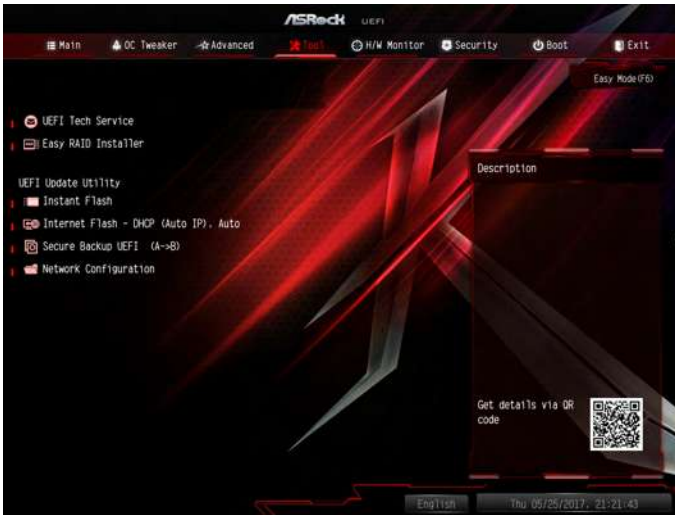 ASRock UEFI
Main OC Tweaker Advanced Tool H/W Monitor Security Boot Exit
Easy Mode(F6)
UEFI Tech Service
Easy RAID Installer
UEFI Update Utility
Instant Flash
Internet Flash - DHCP (Auto IP), Auto
Secure Backup UEFI (A->B)
Network Configuration
Description
Get details via QR
code
English Thu 05/25/2017, 21:21:43